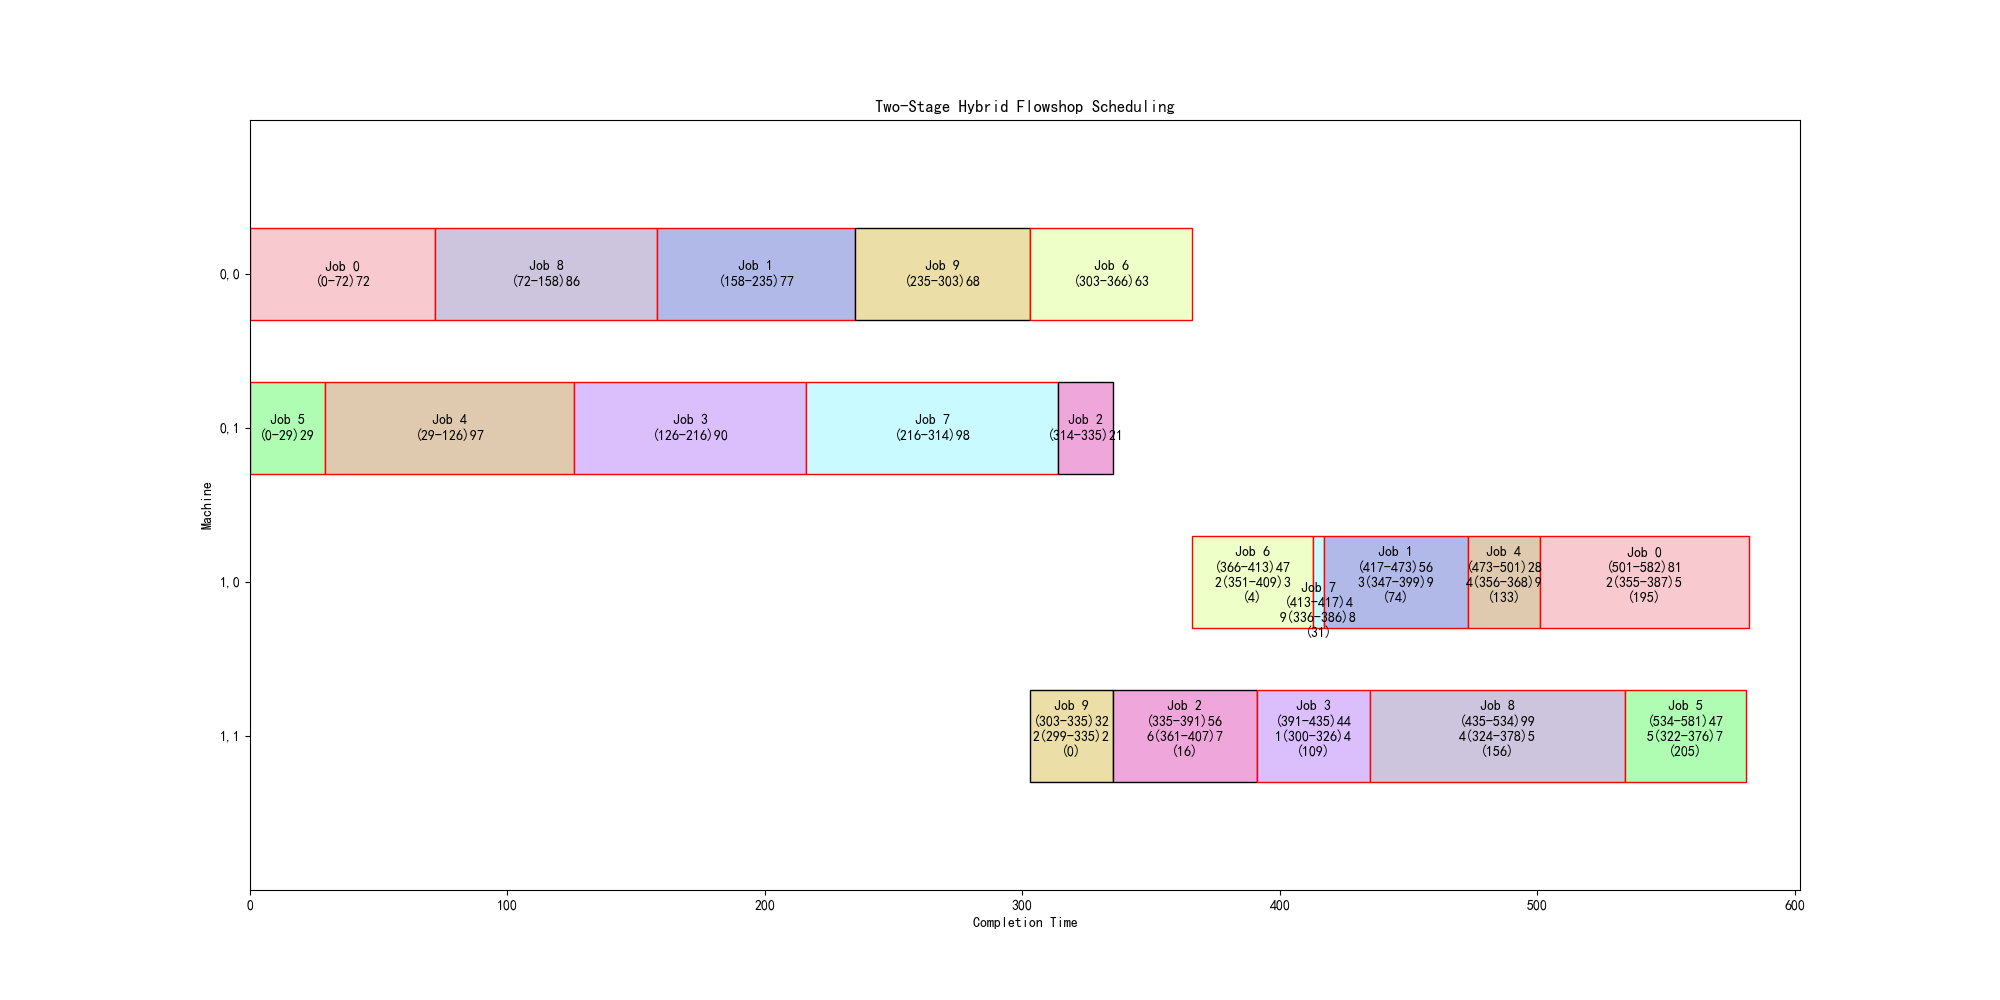 Two-Stage Hybrid Flowshop Scheduling
0,0
Job 0
(0-72)72
Job 8
(72-158)86
Job 1
(158-235)77
Job 9
(235-303)68
Job 6
(303-366)63
0,1
Job 5
(0-29)29
Job 4
(29-126)97
Job 3
(126-216)90
Job 7
(216-314)98
Job 2
(314-335)21
Machine
1,0
Job 6
(366-413)47
2(351-409)3
(4)
Job 7
(413-417)4
9(336-386)8
(31)
Job 1
(417-473)56
3(347-399)9
(74)
Job 4
(473-501)28
4(356-368)9
(133)
Job 0
(501-582)81
2(355-387)5
(195)
1,1
Job 9
(303-335)32
2(299-335)2
(0)
Job 2
(335-391)56
6(361-407)7
(16)
Job 3
(391-435)44
1(300-326)4
(109)
Job 8
(435-534)99
4(324-378)5
(156)
Job 5
(534-581)47
5(322-376)7
(205)
0
100
200
300
400
500
600
Completion Time